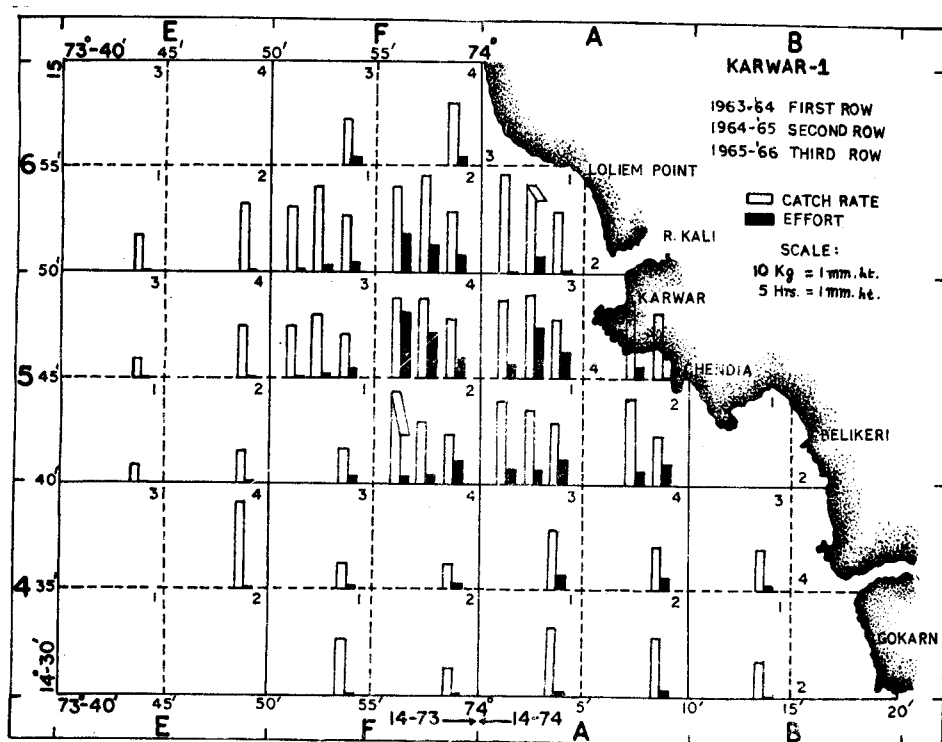 E F A B
73°-40' 45' 50' 55' 74°
3 4 3 4
KARWAR-1
1963-'64 FIRST ROW
1964-'65 SECOND ROW
1965-'66 THIRD ROW
15°
6 55' 2 1 2 3 1
LOLIEM POINT
CATCH RATE
EFFORT
R. KALI
SCALE:
10 Kg = 1 mm. ht.
5 Hrs. = 1 mm. ht.
50' 3 4 3 4 3 2
KARWAR
5 45' 1 2 1 2 1 4 2 1
CHENDIA
BELIKERI
40' 3 4 3 4 3 4 3 2
4 35' 1 2 1 2 1 2 1 4
GOKARN
14°-30' 2
73°-40' 45' 50' 55' 74° 5' 10' 15' 20'
14-73 14-74
E F A B